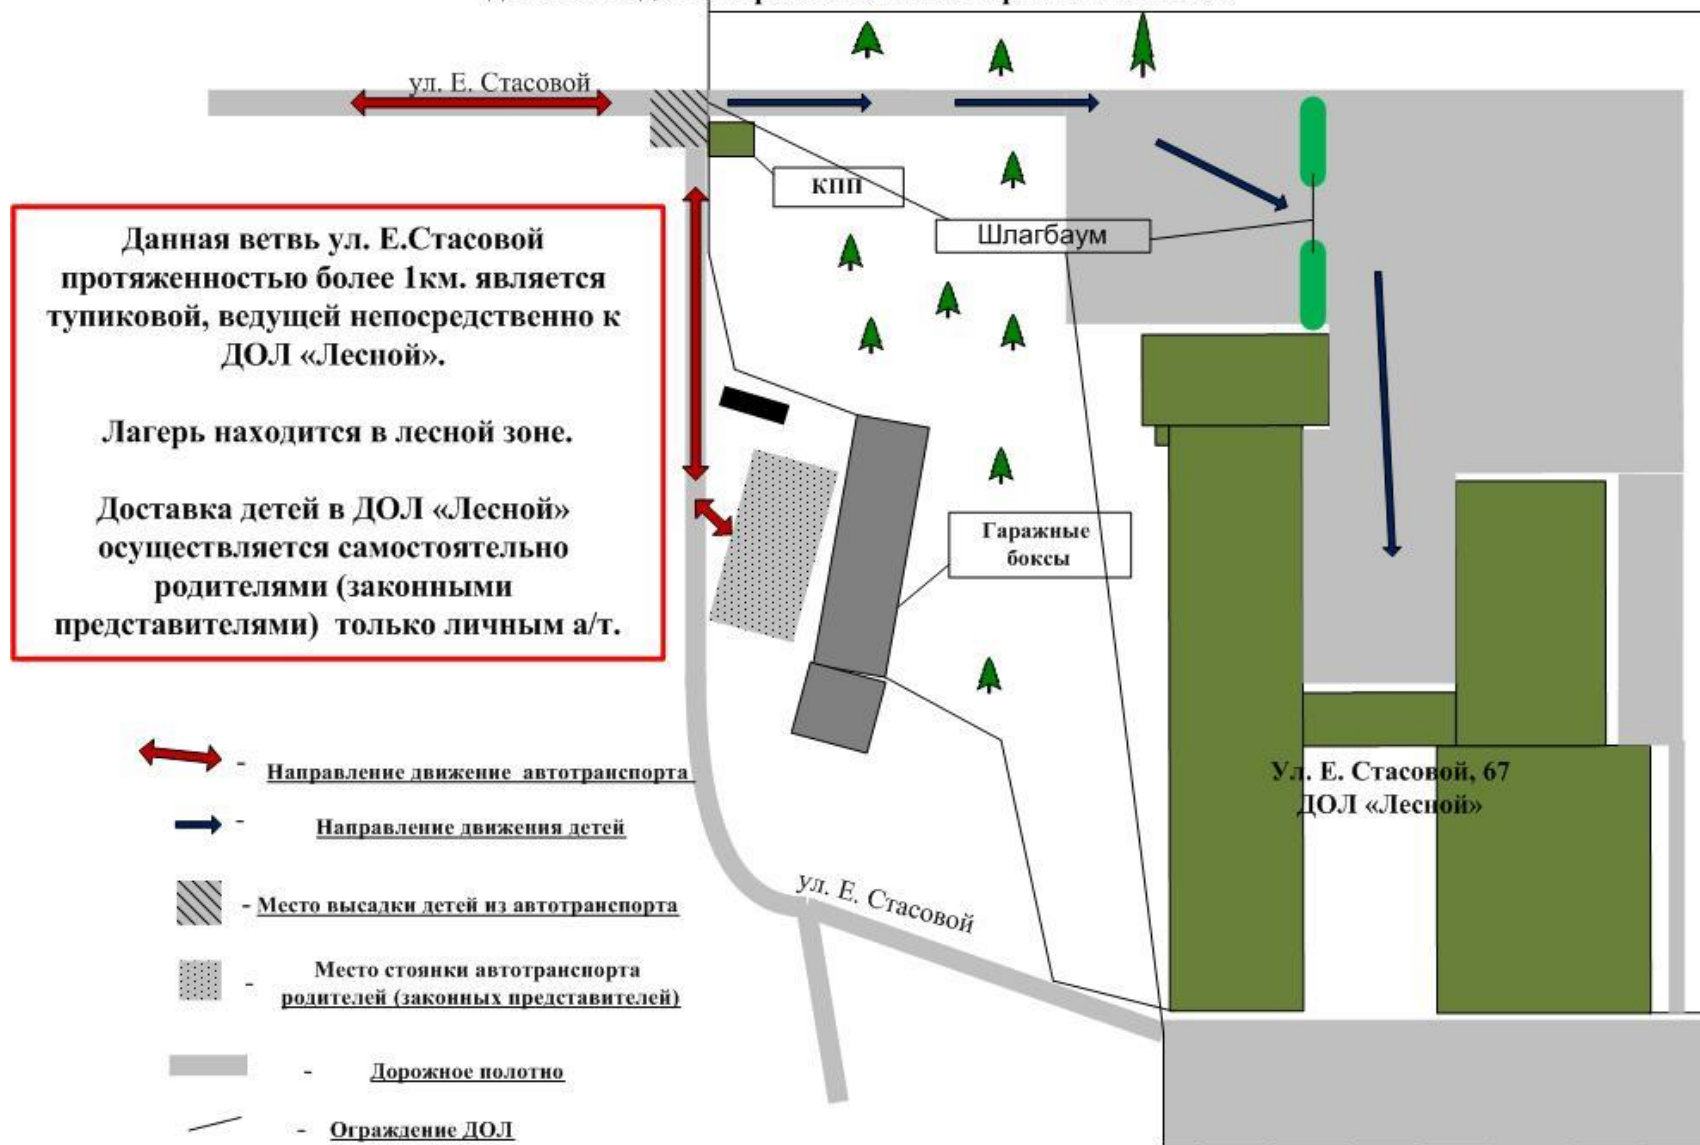 ул. Е. Стасовой
КПП
Шлагбаум
Данная ветвь ул. Е.Стасовой
протяженностью более 1км. является
тупиковой, ведущей непосредственно к
ДОЛ «Лесной».
Лагерь находится в лесной зоне.
Доставка детей в ДОЛ «Лесной»
осуществляется самостоятельно
родителями (законными
представителями) только личным а/т.
Гаражные
боксы
Ул. Е. Стасовой, 67
ДОЛ «Лесной»
ул. Е. Стасовой
- Направление движение автотранспорта
- Направление движения детей
- Место высадки детей из автотранспорта
- Место стоянки автотранспорта
родителей (законных представителей)
- Дорожное полотно
- Ограждение ДОЛ